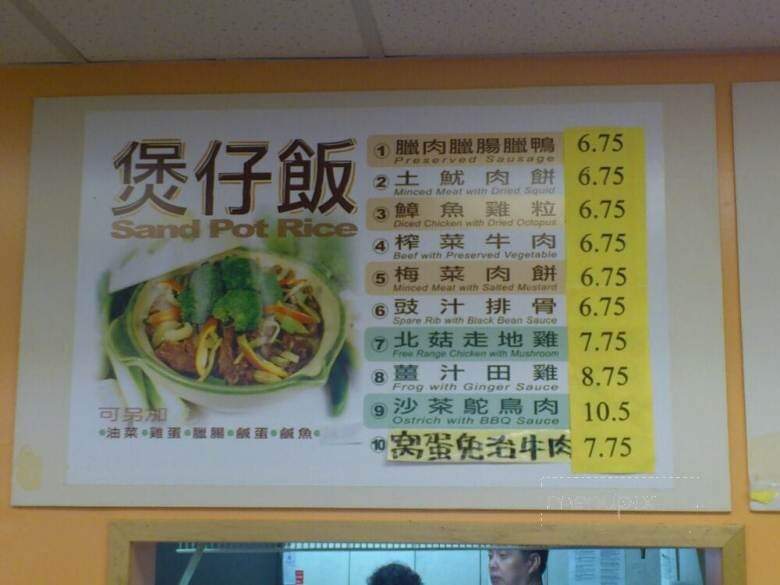 煲仔飯
Sand Pot Rice
① 臘肉臘腸臘鴨 6.75
Preserved Sausage
② 土魷肉餅 6.75
Minced Meat with Dried Squid
③ 鱆魚雞粒 6.75
Diced Chicken with Dried Octopus
④ 榨菜牛肉 6.75
Beef with Preserved Vegetable
⑤ 梅菜肉餅 6.75
Minced Meat with Salted Mustard
⑥ 豉汁排骨 6.75
Spare Rib with Black Bean Sauce
⑦ 北菇走地雞 7.75
Free Range Chicken with Mushroom
⑧ 薑汁田雞 8.75
Frog with Ginger Sauce
⑨ 沙茶鴕鳥肉 10.5
Ostrich with BBQ Sauce
⑩ 窝蛋免治牛肉 7.75
可另加
•油菜•雞蛋•臘腸•鹹蛋•鹹魚•
menupix